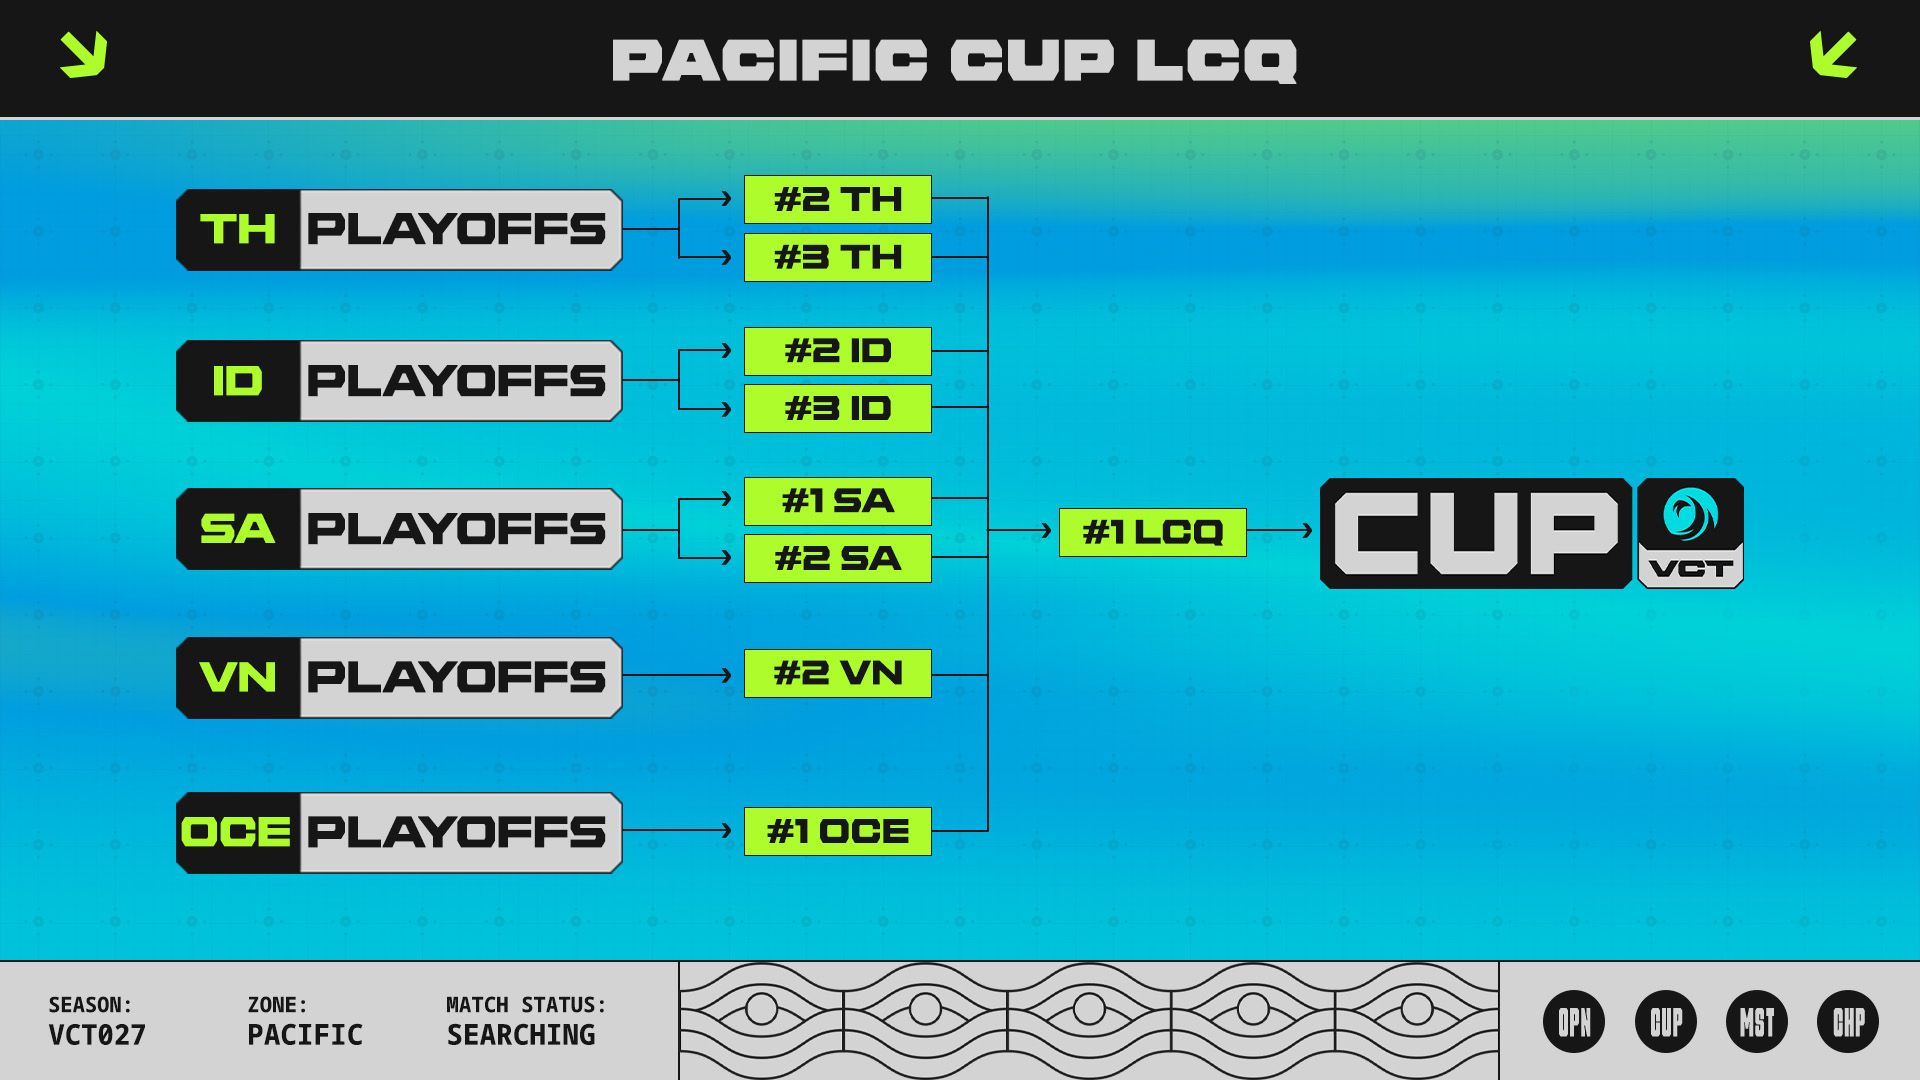 PACIFIC CUP LCQ
TH PLAYOFFS
#2 TH
#3 TH
ID PLAYOFFS
#2 ID
#3 ID
SA PLAYOFFS
#1 SA
#2 SA
VN PLAYOFFS
#2 VN
OCE PLAYOFFS
#1 OCE
#1 LCQ
CUP
VCT
SEASON:
VCT027
ZONE:
PACIFIC
MATCH STATUS:
SEARCHING
OPN
CUP
MST
CHP